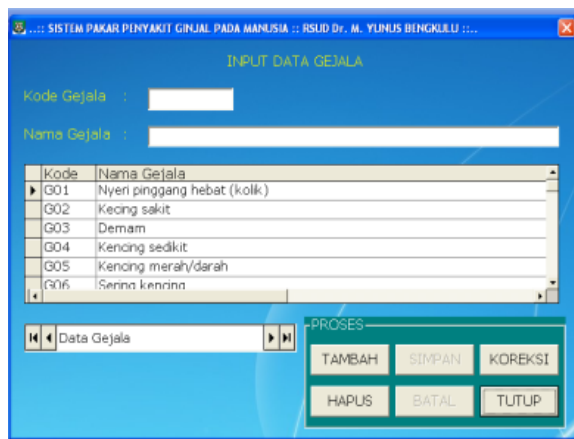 ..:: SISTEM PAKAR PENYAKIT GINJAL PADA MANUSIA :: RSUD Dr. M. YUNUS BENGKULU ::..
INPUT DATA GEJALA
Kode Gejala :
Nama Gejala :
Kode Nama Gejala
G01 Nyeri pinggang hebat (kolik)
G02 Kecing sakit
G03 Demam
G04 Kencing sedikit
G05 Kencing merah/darah
G06 Sering kencing
Data Gejala
PROSES
TAMBAH SIMPAN KOREKSI
HAPUS BATAL TUTUP